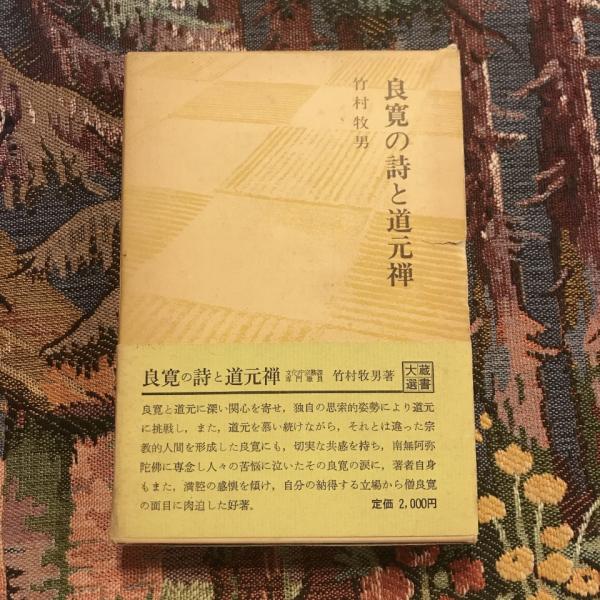 良寛の詩と道元禅
竹村牧男
良寛の詩と道元禅
竹村牧男著
大蔵
選書
良寛と道元に深い関心を寄せ，独自の思索的姿勢により道元
に挑戦し，また，道元を慕い続けながら，それとは違った宗
教的人間を形成した良寛にも，切実な共感を持ち，南無阿弥
陀佛に専念し人々の苦悩に泣いたその良寛の涙に，著者自身
もまた，満腔の感懐を傾け，自分の納得する立場から僧良寛
の面目に肉迫した好著。
定価 2,000円